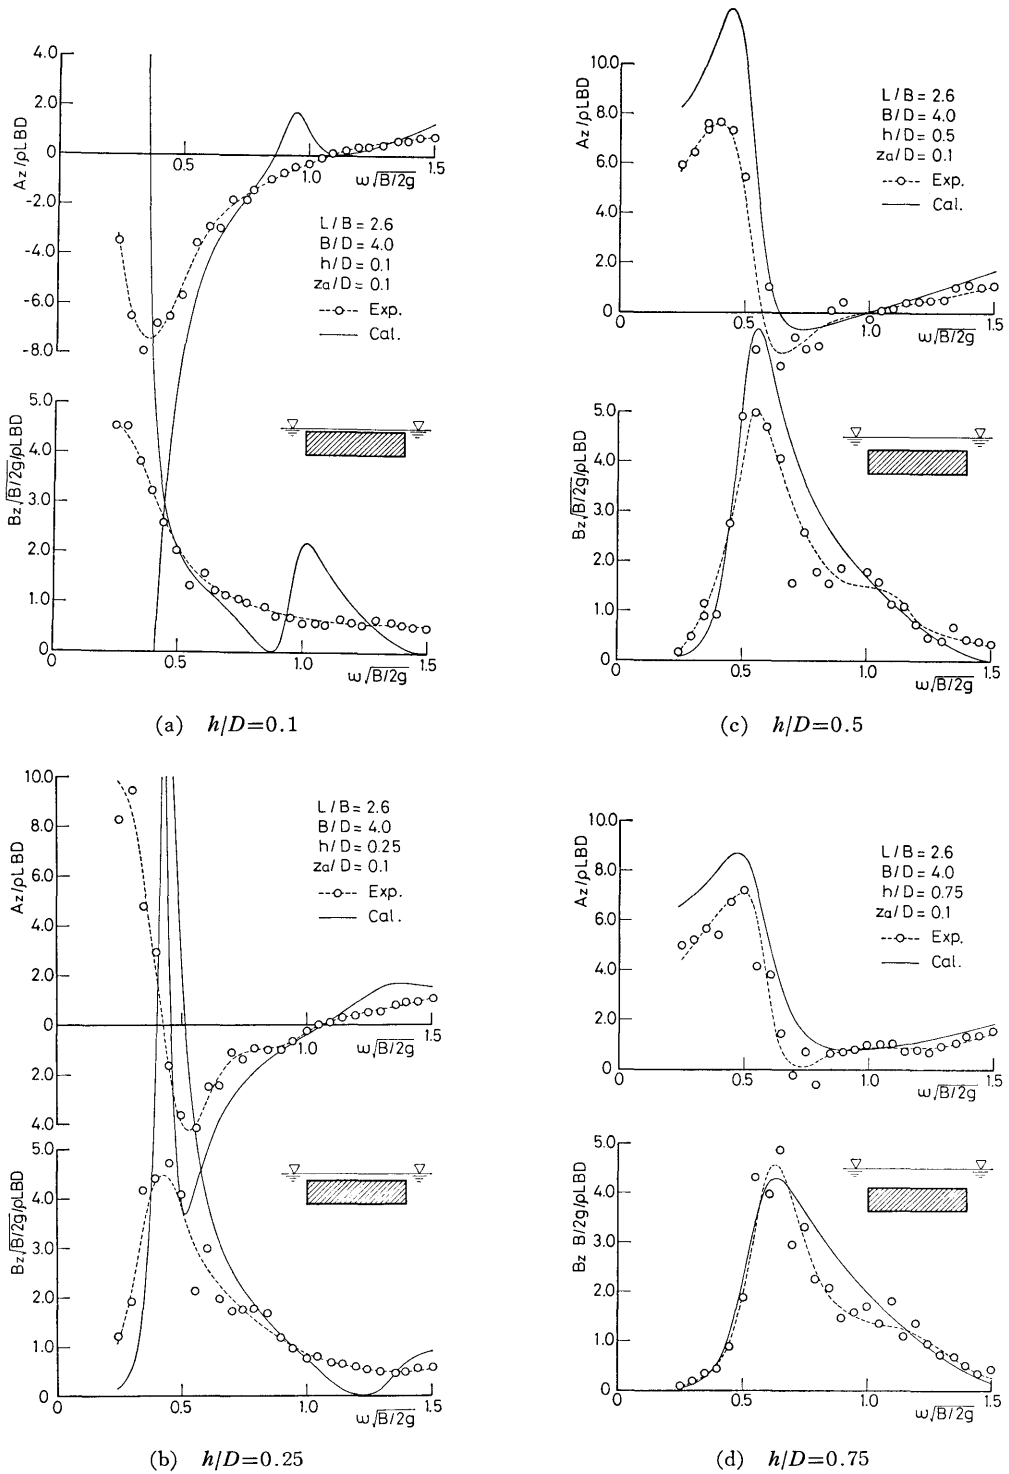 4.0
2.0
0
-2.0
-4.0
-6.0
-8.0
Az/ρLBD
0.5
1.0
1.5
ω√B/2g
L/B=2.6
B/D=4.0
h/D=0.1
za/D=0.1
--○-- Exp.
— Cal.
5.0
4.0
3.0
2.0
1.0
0
Bz√B/2g/ρLBD
0
0.5
1.0
1.5
ω√B/2g
(a) h/D=0.1
10.0
8.0
6.0
4.0
2.0
0
Az/ρLBD
0
0.5
1.0
1.5
ω√B/2g
L/B=2.6
B/D=4.0
h/D=0.5
za/D=0.1
--○-- Exp.
— Cal.
5.0
4.0
3.0
2.0
1.0
0
Bz√B/2g/ρLBD
0
0.5
1.0
1.5
ω√B/2g
(c) h/D=0.5
10.0
8.0
6.0
4.0
2.0
0
2.0
4.0
Az/ρLBD
1.0
1.5
ω√B/2g
L/B=2.6
B/D=4.0
h/D=0.25
za/D=0.1
--○-- Exp.
— Cal.
5.0
4.0
3.0
2.0
1.0
0
Bz√B/2g/ρLBD
0
0.5
1.0
1.5
ω√B/2g
(b) h/D=0.25
10.0
8.0
6.0
4.0
2.0
0
Az/ρLBD
0
0.5
1.0
1.5
ω√B/2g
L/B=2.6
B/D=4.0
h/D=0.75
za/D=0.1
--○-- Exp.
— Cal.
5.0
4.0
3.0
2.0
1.0
0
Bz B/2g/ρLBD
0
0.5
1.0
1.5
ω√B/2g
(d) h/D=0.75